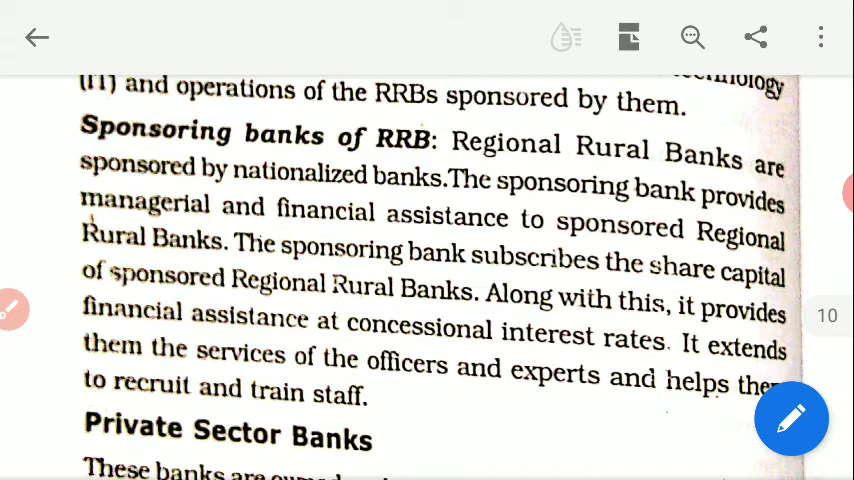 (IT) and operations of the RRBs sponsored by them.
Sponsoring banks of RRB: Regional Rural Banks are
sponsored by nationalized banks.The sponsoring bank provides
managerial and financial assistance to sponsored Regional
Rural Banks. The sponsoring bank subscribes the share capital
of sponsored Regional Rural Banks. Along with this, it provides
financial assistance at concessional interest rates. It extends
them the services of the officers and experts and helps them
to recruit and train staff.
10
Private Sector Banks
These banks are